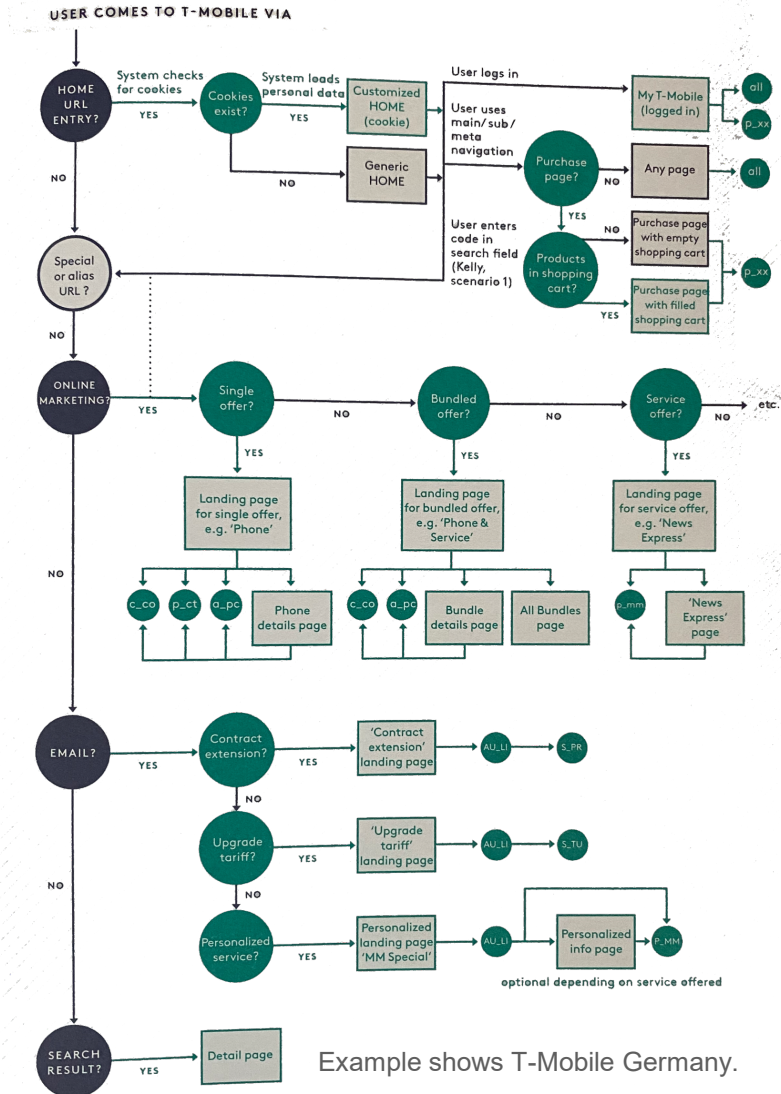 USER COMES TO T-MOBILE VIA
HOME
URL
ENTRY?
System checks
for cookies
YES
Cookies
exist?
System loads
personal data
YES
Customized
HOME
(cookie)
User logs in
My T-Mobile
(logged in)
all
p_xx
NO
NO
Generic
HOME
User uses
main/sub/
meta
navigation
Purchase
page?
NO
Any page
all
YES
Special
or alias
URL?
User enters
code in
search field
(Kelly,
scenario 1)
Products
in shopping
cart?
NO
Purchase page
with empty
shopping cart
YES
Purchase page
with filled
shopping cart
p_xx
NO
ONLINE
MARKETING?
YES
Single
offer?
NO
Bundled
offer?
NO
Service
offer?
NO
etc.
YES
YES
YES
Landing page
for single offer,
e.g. 'Phone'
Landing page
for bundled offer,
e.g. 'Phone &
Service'
Landing page
for service offer,
e.g. 'News
Express'
NO
c_co
p_ct
a_pc
Phone
details page
c_co
a_pc
Bundle
details page
All Bundles
page
p_mm
'News
Express'
page
EMAIL?
YES
Contract
extension?
YES
'Contract
extension'
landing page
AU_LI
S_PR
NO
Upgrade
tariff?
YES
'Upgrade
tariff'
landing page
AU_LI
S_TU
NO
NO
Personalized
service?
YES
Personalized
landing page
'MM Special'
AU_LI
Personalized
info page
P_MM
optional depending on service offered
SEARCH
RESULT?
YES
Detail page
Example shows T-Mobile Germany.